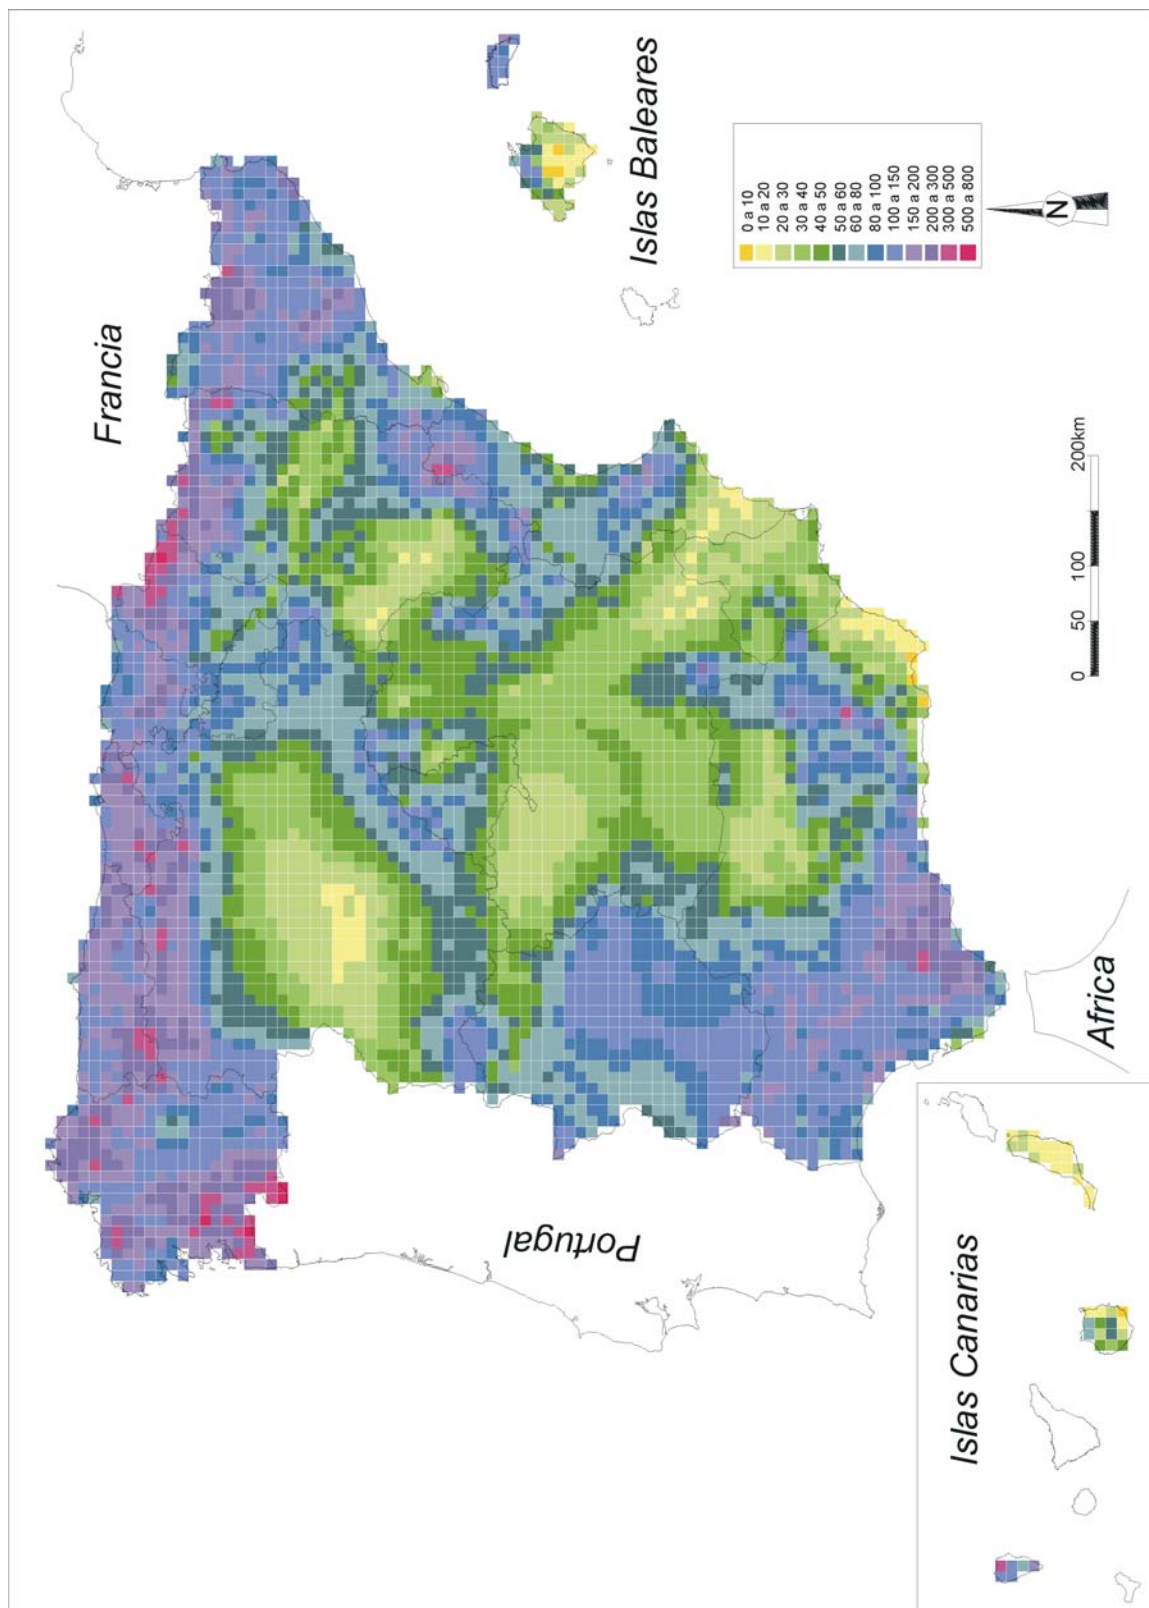 Francia
Islas Baleares
0 a 10
10 a 20
20 a 30
30 a 40
40 a 50
50 a 60
60 a 80
80 a 100
100 a 150
150 a 200
200 a 300
300 a 500
500 a 800
N
Portugal
0 50 100 200km
Africa
Islas Canarias